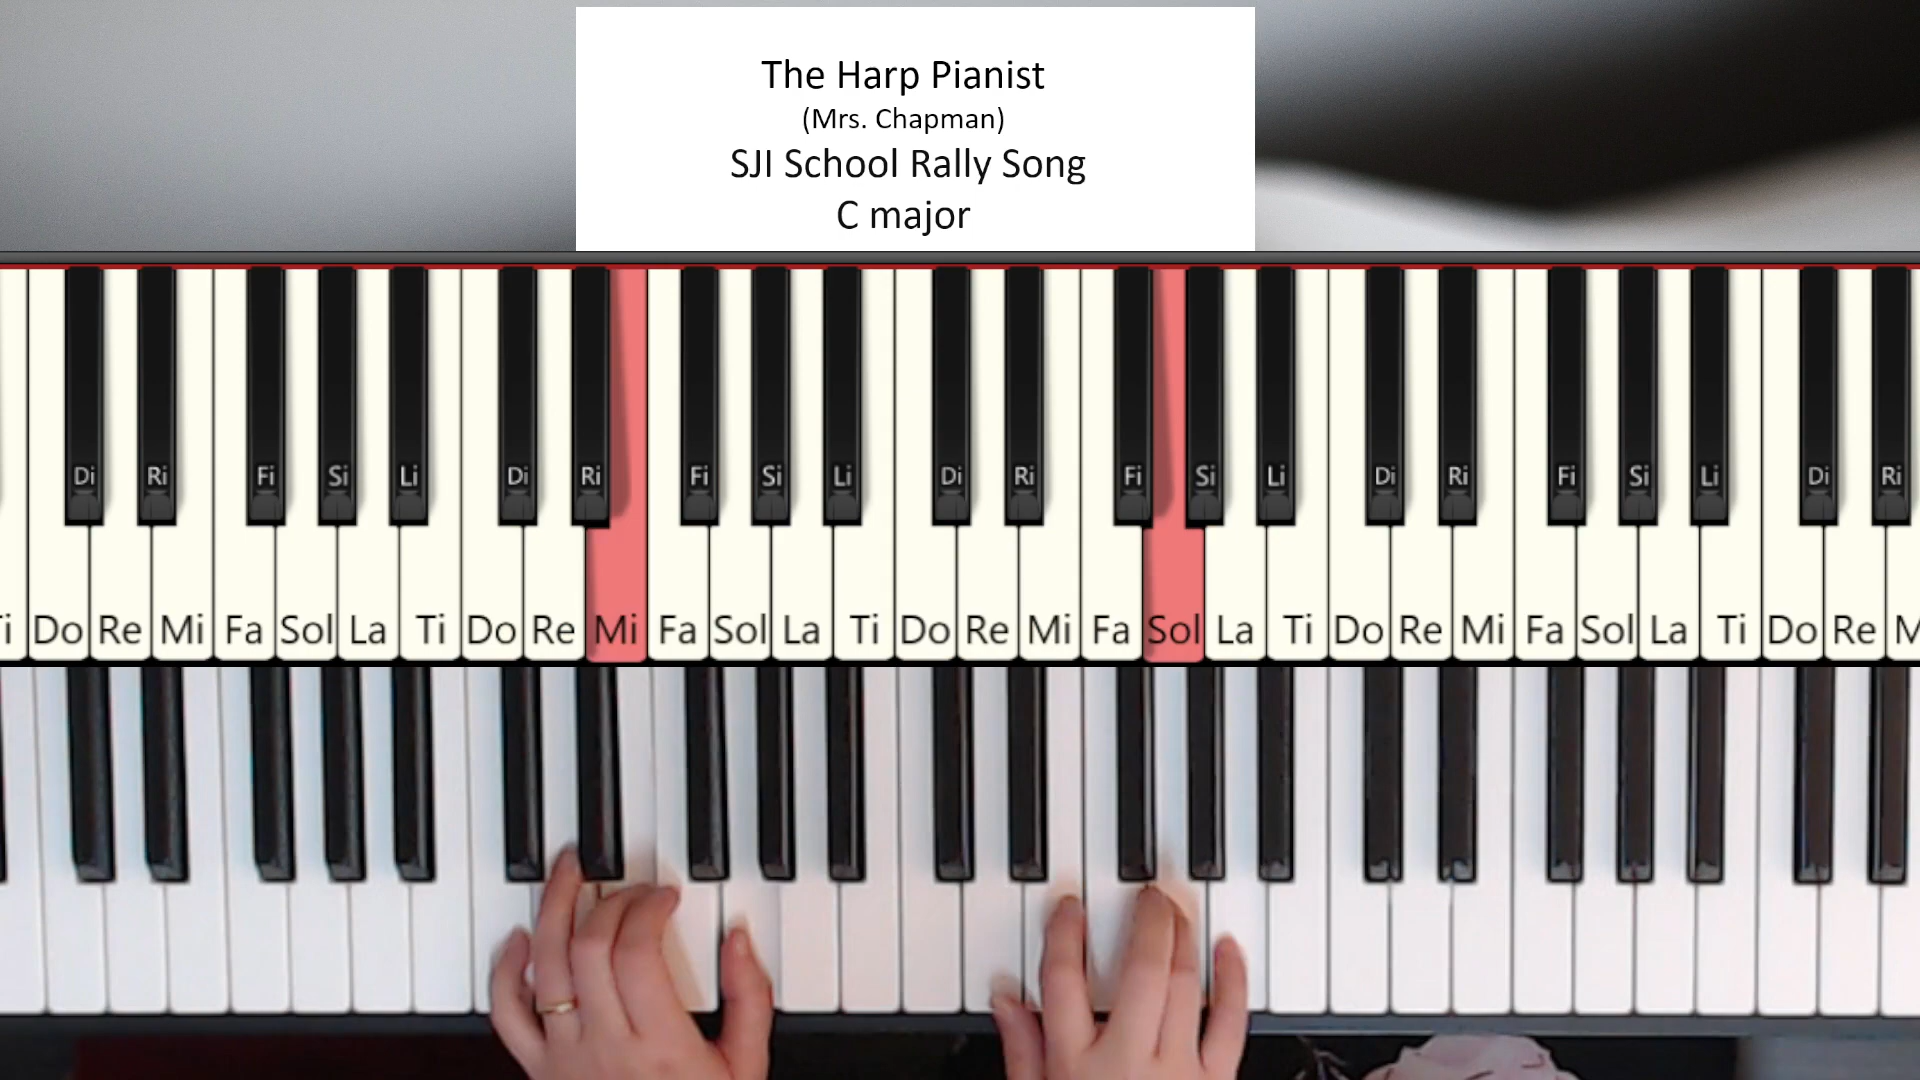 The Harp Pianist
(Mrs. Chapman)
SJI School Rally Song
C major
Di Ri Fi Si Li Di Ri Fi Si Li Di Ri Fi Si Li Di Ri Fi Si Li Di Ri
Do Re Mi Fa Sol La Ti Do Re Mi Fa Sol La Ti Do Re Mi Fa Sol La Ti Do Re Mi Fa Sol La Ti Do Re